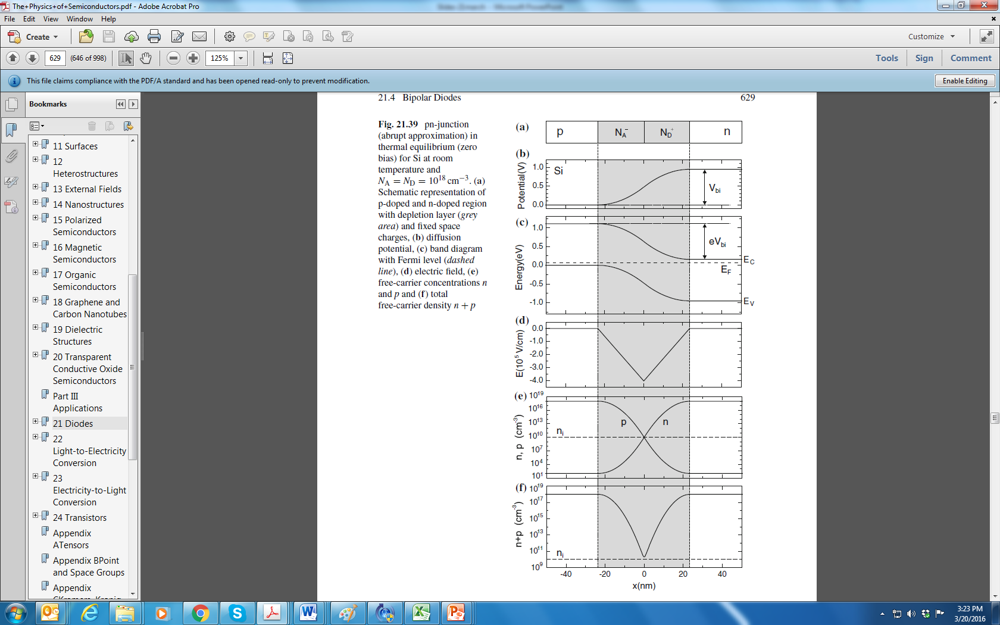 The+Physics+of+Semiconductors.pdf - Adobe Acrobat Pro
File Edit View Window Help
Create
Customize
629 (646 of 998) 125%
Tools Sign Comment
This file claims compliance with the PDF/A standard and has been opened read-only to prevent modification.
Enable Editing
Bookmarks
11 Surfaces
12
Heterostructures
13 External Fields
14 Nanostructures
15 Polarized
Semiconductors
16 Magnetic
Semiconductors
17 Organic
Semiconductors
18 Graphene and
Carbon Nanotubes
19 Dielectric
Structures
20 Transparent
Conductive Oxide
Semiconductors
Part III
Applications
21 Diodes
22
Light-to-Electricity
Conversion
23
Electricity-to-Light
Conversion
24 Transistors
Appendix
ATensors
Appendix BPoint
and Space Groups
Appendix
21.4 Bipolar Diodes 629
Fig. 21.39 pn-junction
(abrupt approximation) in
thermal equilibrium (zero
bias) for Si at room
temperature and
N_A = N_D = 10^18 cm^−3. (a)
Schematic representation of
p-doped and n-doped region
with depletion layer (grey
area) and fixed space
charges, (b) diffusion
potential, (c) band diagram
with Fermi level (dashed
line), (d) electric field, (e)
free-carrier concentrations n
and p and (f) total
free-carrier density n + p
(a) p N_A^- N_D^+ n
(b)
Potential(V)
1.0
0.5
0.0
Si
V_bi
(c)
Energy(eV)
1.0
0.5
0.0
-0.5
-1.0
eV_bi
E_C
E_F
E_V
(d)
E(10^5 V/cm)
0.0
-1.0
-2.0
-3.0
-4.0
(e)
n, p (cm^-3)
10^19
10^16
10^13
10^10
10^7
10^4
10^1
n_i
p n
(f)
n+p (cm^-3)
10^19
10^17
10^15
10^13
10^11
10^9
n_i
-40 -20 0 20 40
x(nm)
3:23 PM
3/20/2016